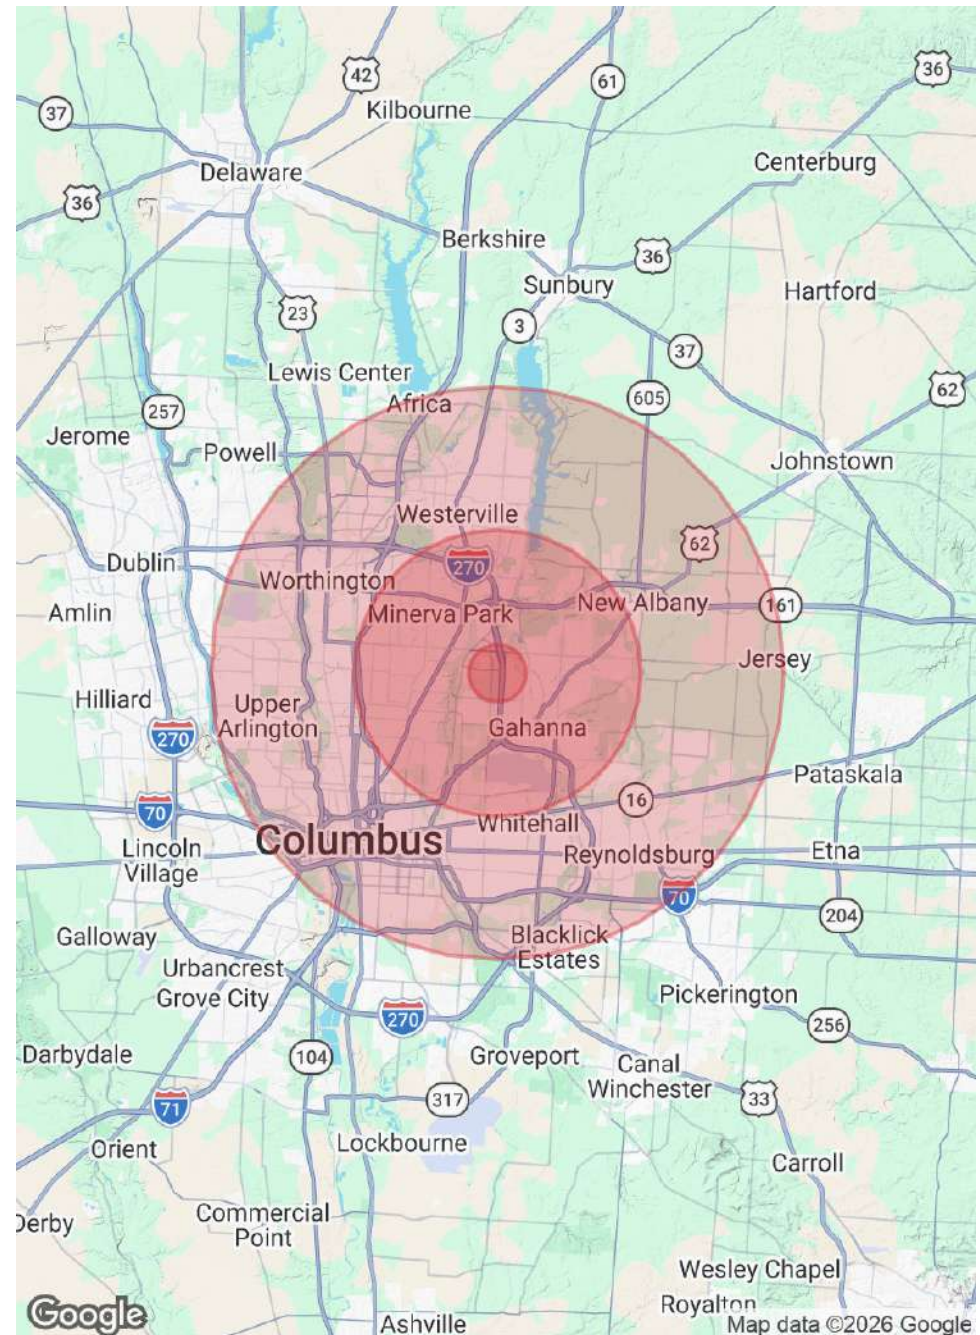 42
36
61
37
Kilbourne
Centerburg
Delaware
36
Berkshire
36
Sunbury
Hartford
23
3
37
Lewis Center
62
605
Africa
257
Jerome
Powell
Johnstown
Westerville
62
Dublin
270
Worthington
New Albany
161
Amlin
Minerva Park
Jersey
Hilliard
Upper
Arlington
Gahanna
270
Pataskala
16
70
Whitehall
Columbus
Lincoln
Village
Reynoldsburg
Etna
70
204
Galloway
Blacklick
Estates
Urbancrest
Grove City
Pickerington
270
256
Darbydale
104
Groveport
Canal
Winchester
317
33
71
Orient
Lockbourne
Carroll
Derby
Commercial
Point
Wesley Chapel
Royalton
Google
Ashville
Map data ©2026 Google